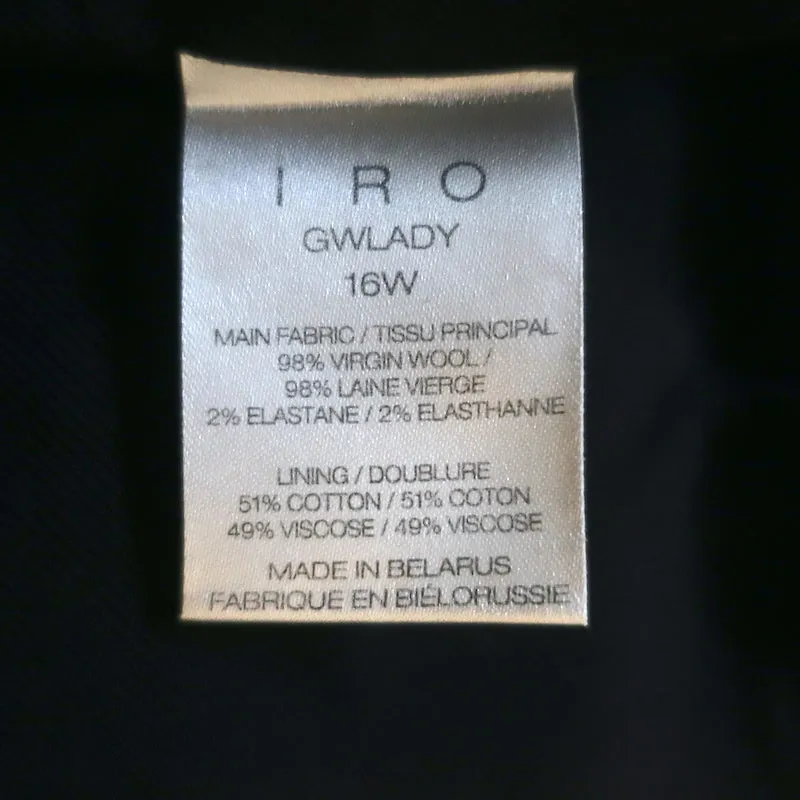 IRO
GWLADY
16W
MAIN FABRIC / TISSU PRINCIPAL
98% VIRGIN WOOL /
98% LAINE VIERGE
2% ELASTANE / 2% ELASTHANNE
LINING / DOUBLURE
51% COTTON / 51% COTON
49% VISCOSE / 49% VISCOSE
MADE IN BELARUS
FABRIQUE EN BIÉLORUSSIE